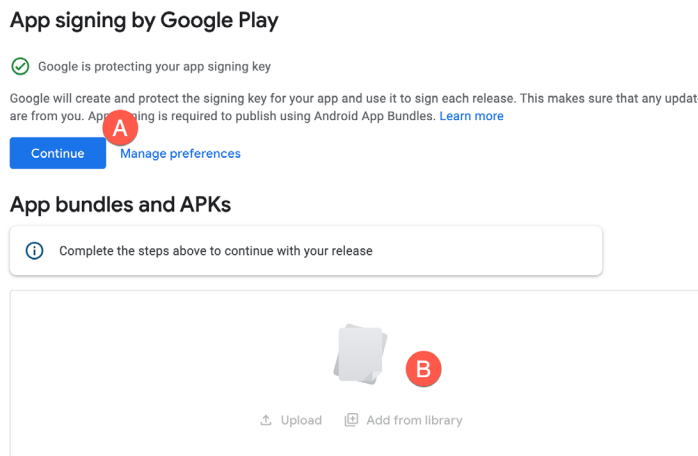 App signing by Google Play
Google is protecting your app signing key
Google will create and protect the signing key for your app and use it to sign each release. This makes sure that any
are from you. App is required to publish using Android App Bundles. Learn more
A
Continue
Manage preferences
App bundles and APKs
Complete the steps above to continue with your release
B
Upload
Add from library